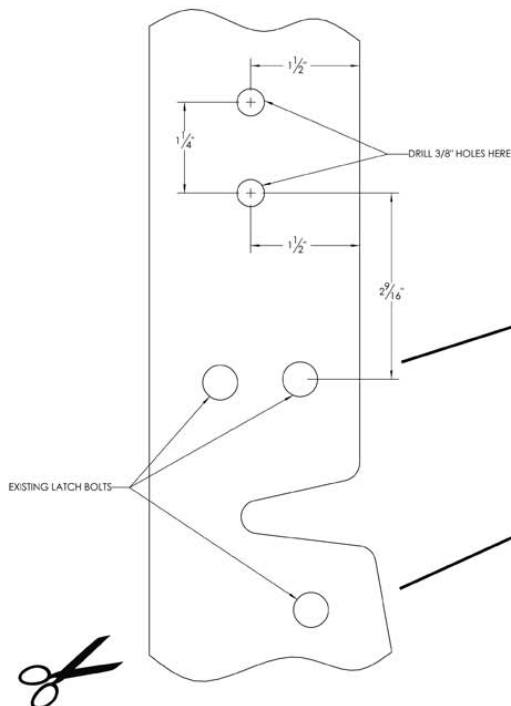 1 1/2"
1 1/4"
DRILL 3/8" HOLES HERE
1 1/2"
2 9/16"
EXISTING LATCH BOLTS